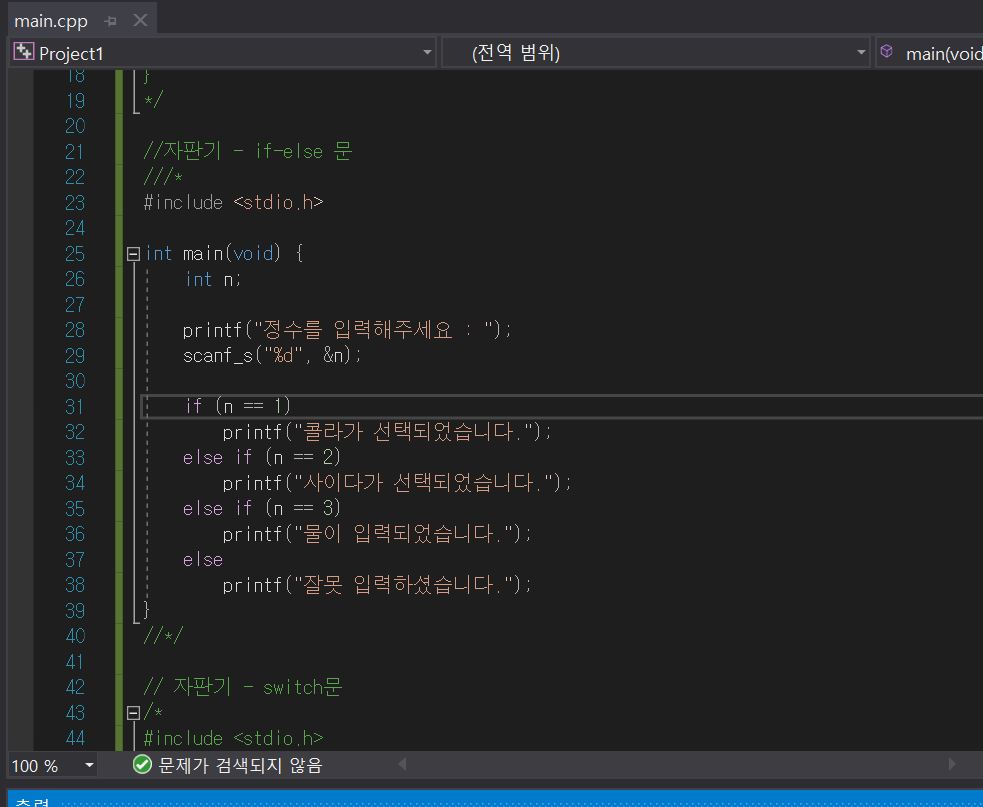 main.cpp
Project1 (전역 범위) main(void
18 }
19 */
20
21 //자판기 - if-else 문
22 ///*
23 #include <stdio.h>
24
25 int main(void) {
26 int n;
27
28 printf("정수를 입력해주세요 : ");
29 scanf_s("%d", &n);
30
31 if (n == 1)
32 printf("콜라가 선택되었습니다.");
33 else if (n == 2)
34 printf("사이다가 선택되었습니다.");
35 else if (n == 3)
36 printf("물이 입력되었습니다.");
37 else
38 printf("잘못 입력하셨습니다.");
39 }
40 //*/
41
42 // 자판기 - switch문
43 /*
44 #include <stdio.h>
100 % 문제가 검색되지 않음
출력